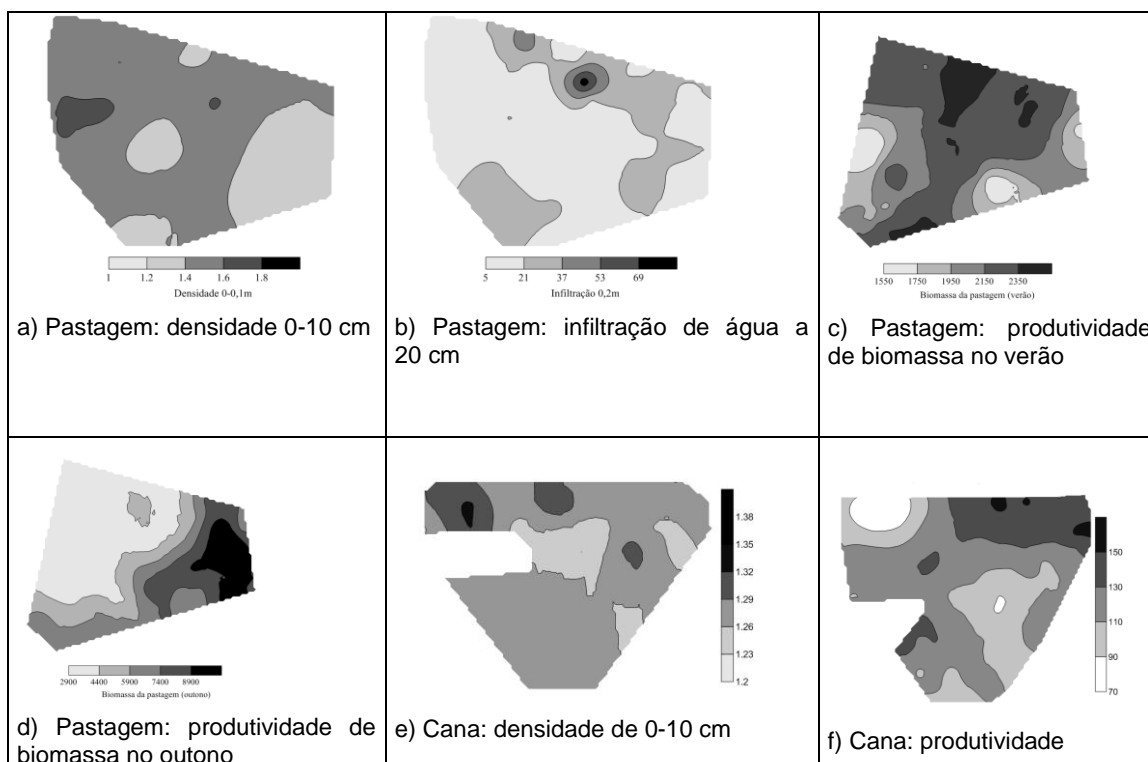 1 1.2 1.4 1.6 1.8
Densidade 0-0,1m
a) Pastagem: densidade 0-10 cm
5 21 37 53 69
Infiltração 0,2m
b) Pastagem: infiltração de água a
20 cm
1550 1750 1950 2150 2350
Biomassa da pastagem (verão)
c) Pastagem: produtividade
de biomassa no verão
2900 4400 5900 7400 8900
Biomassa da pastagem (outono)
d) Pastagem: produtividade de
biomassa no outono
1.38
1.35
1.32
1.29
1.26
1.23
1.2
e) Cana: densidade de 0-10 cm
150
130
110
90
70
f) Cana: produtividade